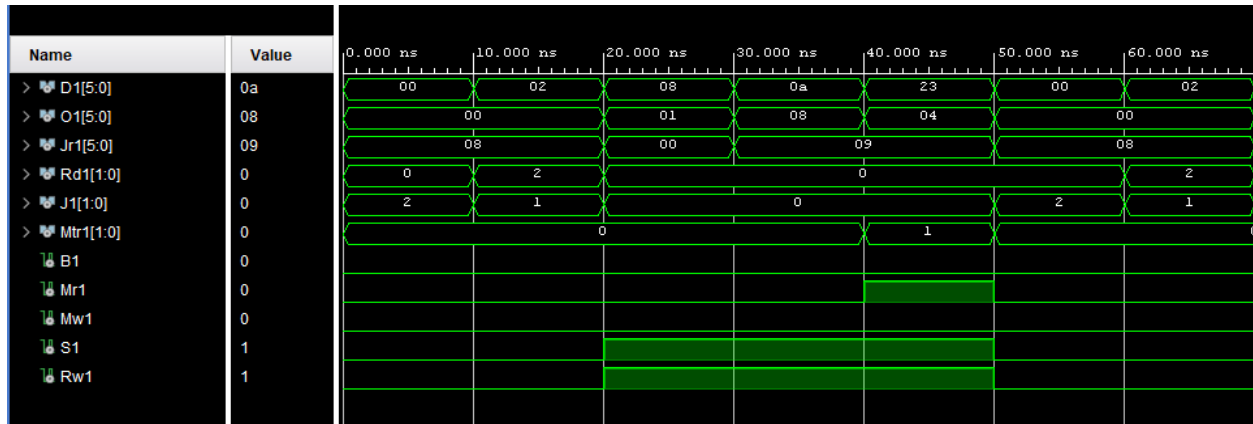 Name Value 0.000 ns 10.000 ns 20.000 ns 30.000 ns 40.000 ns 50.000 ns 60.000 ns
> D1[5:0] 0a 00 02 08 0a 23 00 02
> O1[5:0] 08 00 01 08 04 00
> Jr1[5:0] 09 08 00 09 08
> Rd1[1:0] 0 0 2 0 2
> J1[1:0] 0 2 1 0 2 1
> Mtr1[1:0] 0 0 1 0
B1 0
Mr1 0
Mw1 0
S1 1
Rw1 1